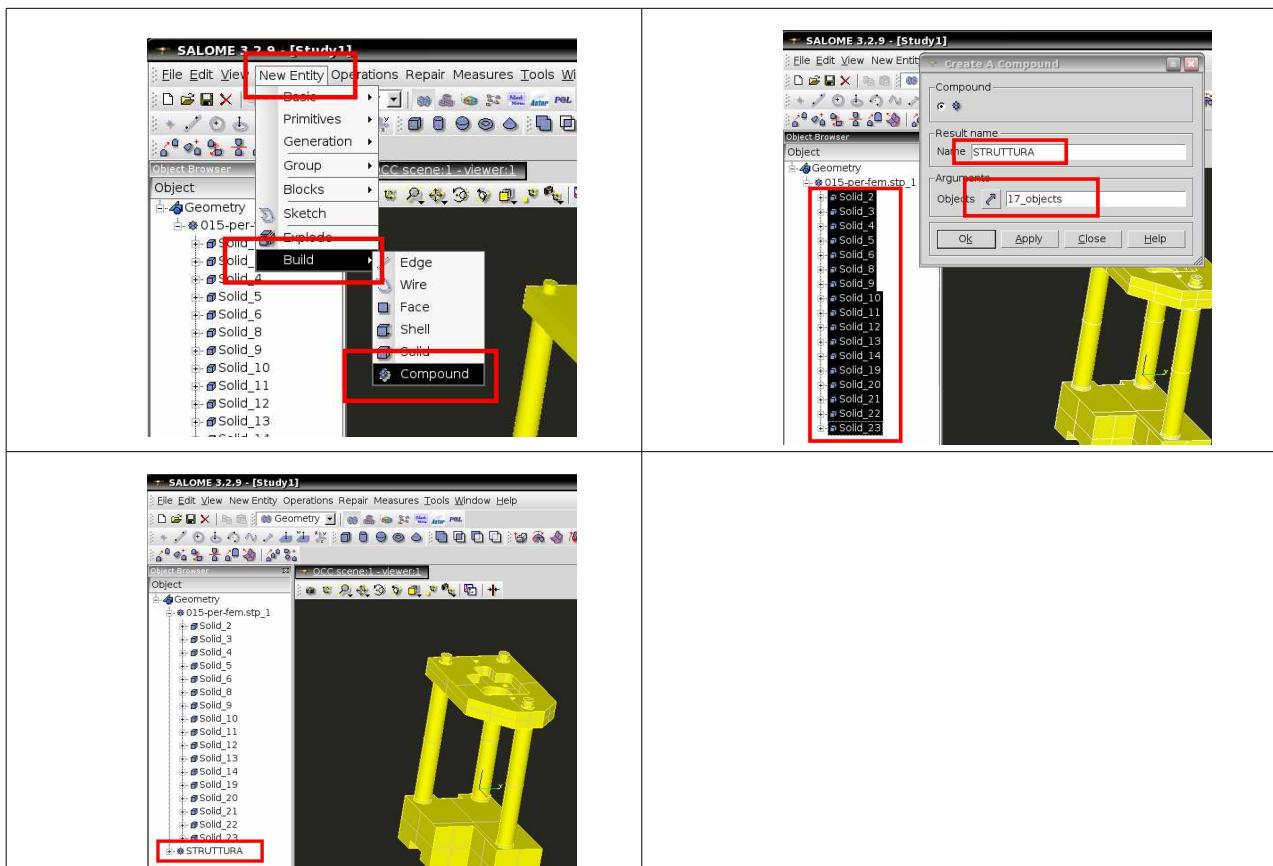 SALOME 3.2.9 - [Study1]
File Edit View New Entity Operations Repair Measures Tools Wi
Basic
Primitives
Generation
Group
Blocks
Sketch
Explode
Build
Edge
Wire
Face
Shell
Solid
Compound
OCC scene:1 - viewer:1
Object Browser
Object
Geometry
015-per-
Solid_
Solid_
Solid_4
Solid_5
Solid_6
Solid_8
Solid_9
Solid_10
Solid_11
Solid_12
Solid_13
SALOME 3.2.9 - [Study1]
File Edit View New Entit
Create A Compound
Compound
Result name
Name STRUTTURA
Arguments
Objects 17_objects
Ok Apply Close Help
Object Browser
Object
Geometry
015-per-fem.stp_1
Solid_2
Solid_3
Solid_4
Solid_5
Solid_6
Solid_8
Solid_9
Solid_10
Solid_11
Solid_12
Solid_13
Solid_14
Solid_19
Solid_20
Solid_21
Solid_22
Solid_23
SALOME 3.2.9 - [Study1]
File Edit View New Entity Operations Repair Measures Tools Window Help
Geometry
Object Browser
OCC scene:1 - viewer:1
Object
Geometry
015-per-fem.stp_1
Solid_2
Solid_3
Solid_4
Solid_5
Solid_6
Solid_8
Solid_9
Solid_10
Solid_11
Solid_12
Solid_13
Solid_14
Solid_19
Solid_20
Solid_21
Solid_22
Solid_23
STRUTTURA